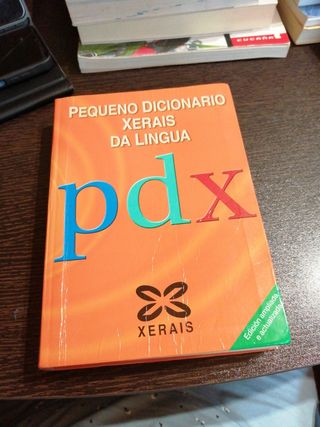 PEQUENO DICIONARIO
XERAIS
DA LINGUA
pdx
XERAIS
Edición ampliada
e actualizada